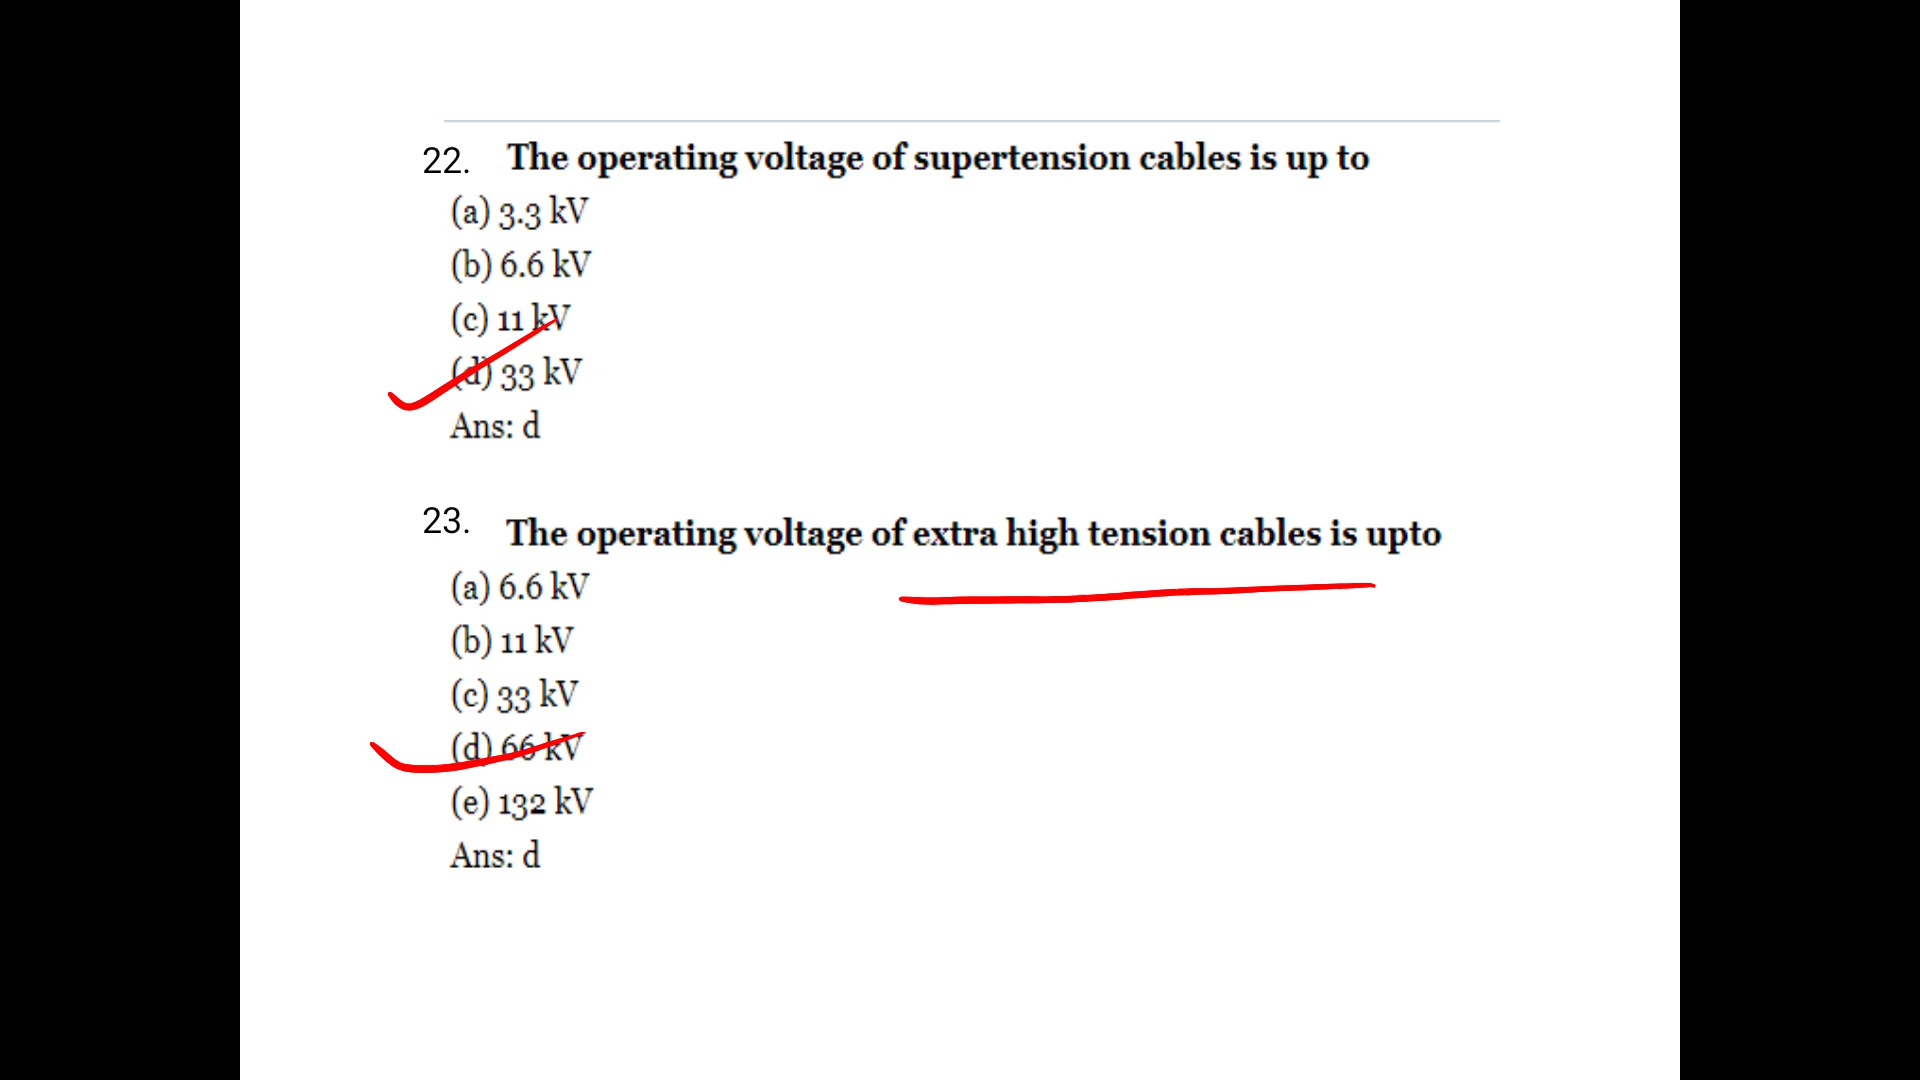 22. The operating voltage of supertension cables is up to
(a) 3.3 kV
(b) 6.6 kV
(c) 11 kV
(d) 33 kV
Ans: d
23. The operating voltage of extra high tension cables is upto
(a) 6.6 kV
(b) 11 kV
(c) 33 kV
(d) 66 kV
(e) 132 kV
Ans: d